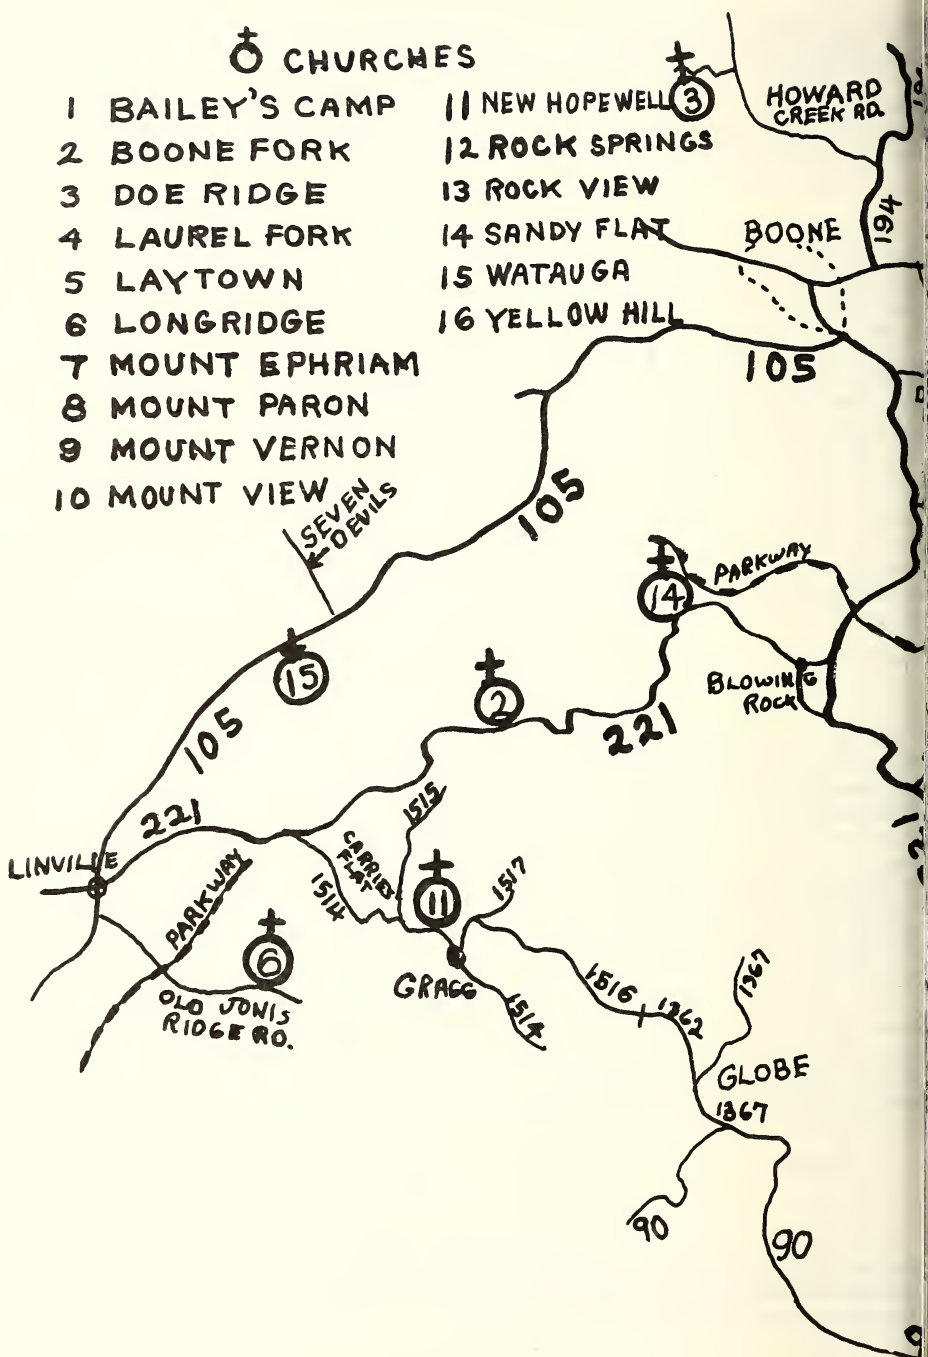 CHURCHES
1 BAILEY'S CAMP
2 BOONE FORK
3 DOE RIDGE
4 LAUREL FORK
5 LAYTOWN
6 LONGRIDGE
7 MOUNT EPHRIAM
8 MOUNT PARON
9 MOUNT VERNON
10 MOUNT VIEW
11 NEW HOPEWELL
12 ROCK SPRINGS
13 ROCK VIEW
14 SANDY FLAT
15 WATAUGA
16 YELLOW HILL
3
HOWARD
CREEK RD.
194
BOONE
105
105
SEVEN
DEVILS
PARKWAY
14
15
2
BLOWING
ROCK
221
105
221
1515
LINVILLE
CARRIES
FLAT
PARKWAY
1514
11
1517
6
GRAGG
OLD JONIS
RIDGE RD.
1516
1362
1367
1514
GLOBE
1367
90
90